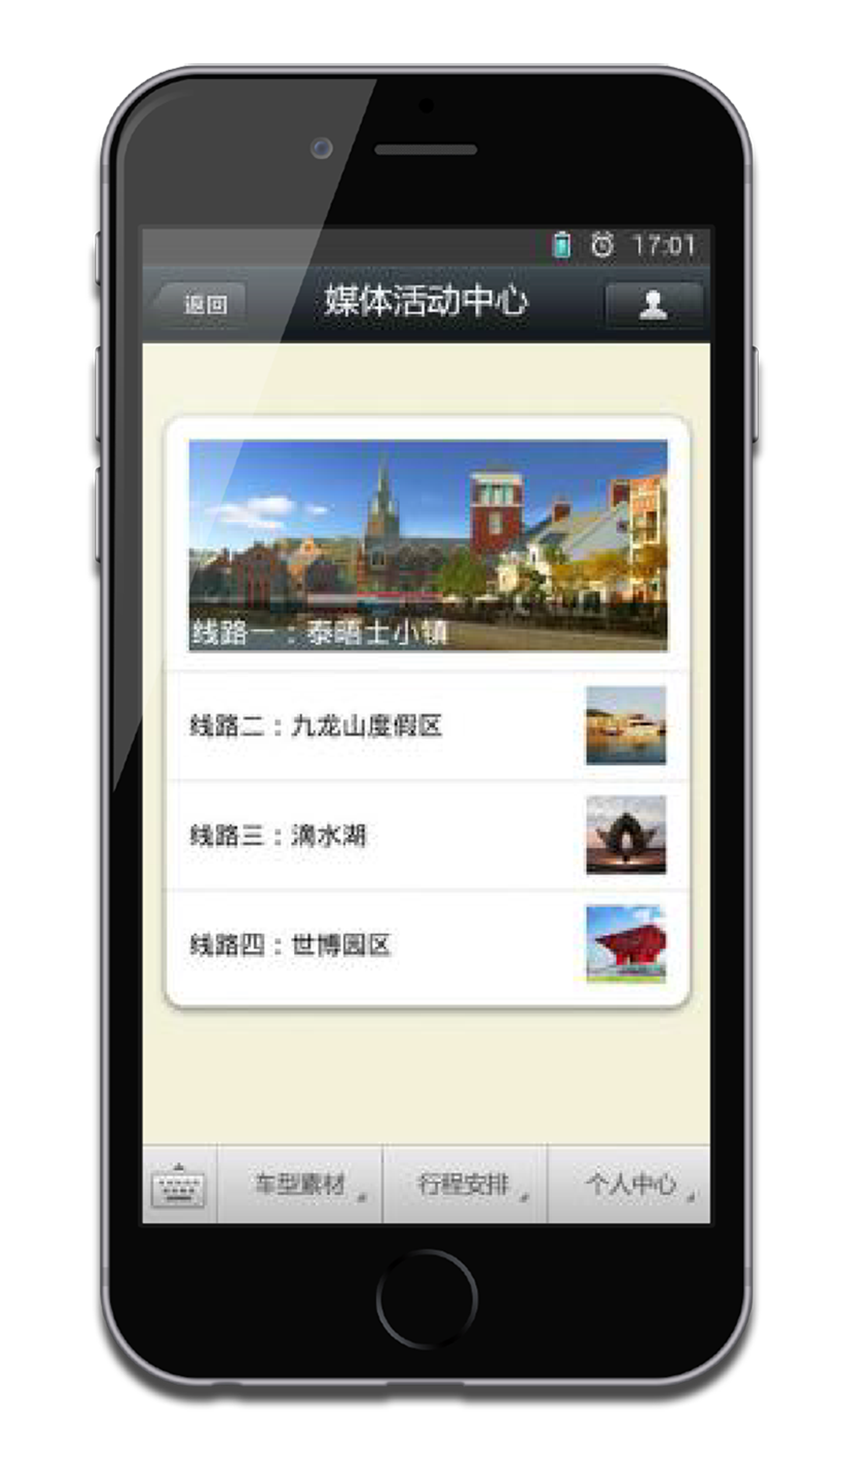 17:01
返回
媒体活动中心
线路一：泰晤士小镇
线路二：九龙山度假区
线路三：滴水湖
线路四：世博园区
车型素材
行程安排
个人中心